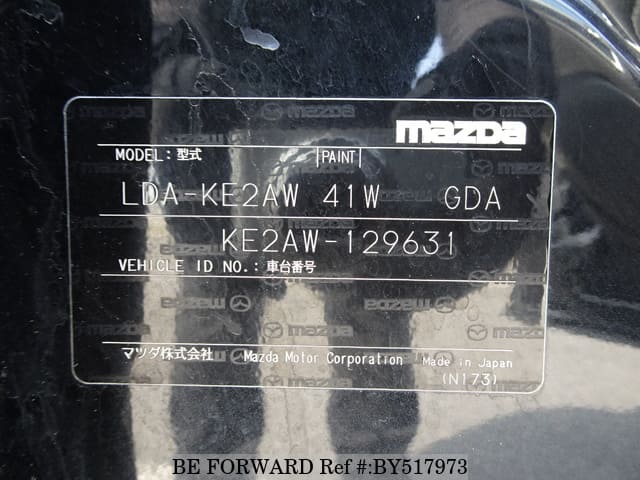 mazda
MODEL: 型式 |PAINT|
LDA-KE2AW 41W GDA
KE2AW-129631
VEHICLE ID NO.: 車台番号
マツダ株式会社 Mazda Motor Corporation Made in Japan
(N173)
BE FORWARD Ref #:BY517973